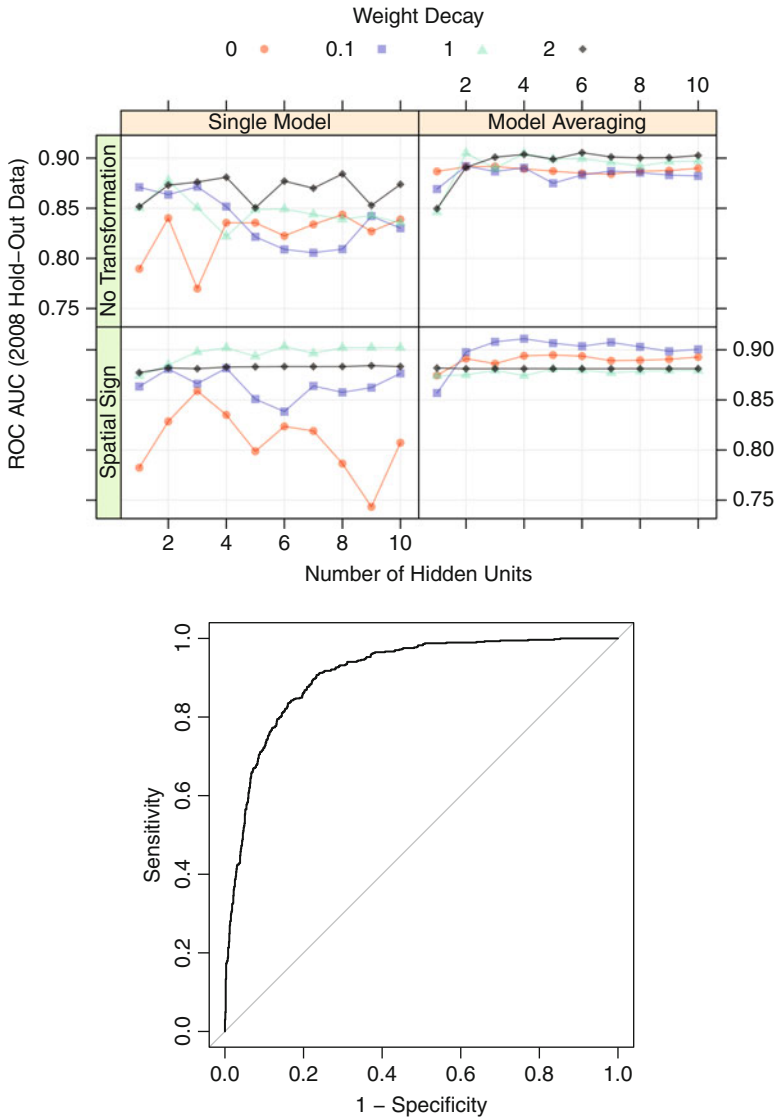 Weight Decay
0 0.1 1 2
2 4 6 8 10
Single Model Model Averaging
ROC AUC (2008 Hold–Out Data)
No Transformation
0.90
0.85
0.80
0.75
Spatial Sign
0.90
0.85
0.80
0.75
2 4 6 8 10
Number of Hidden Units
Sensitivity
1.0
0.8
0.6
0.4
0.2
0.0
0.0 0.2 0.4 0.6 0.8 1.0
1 − Specificity